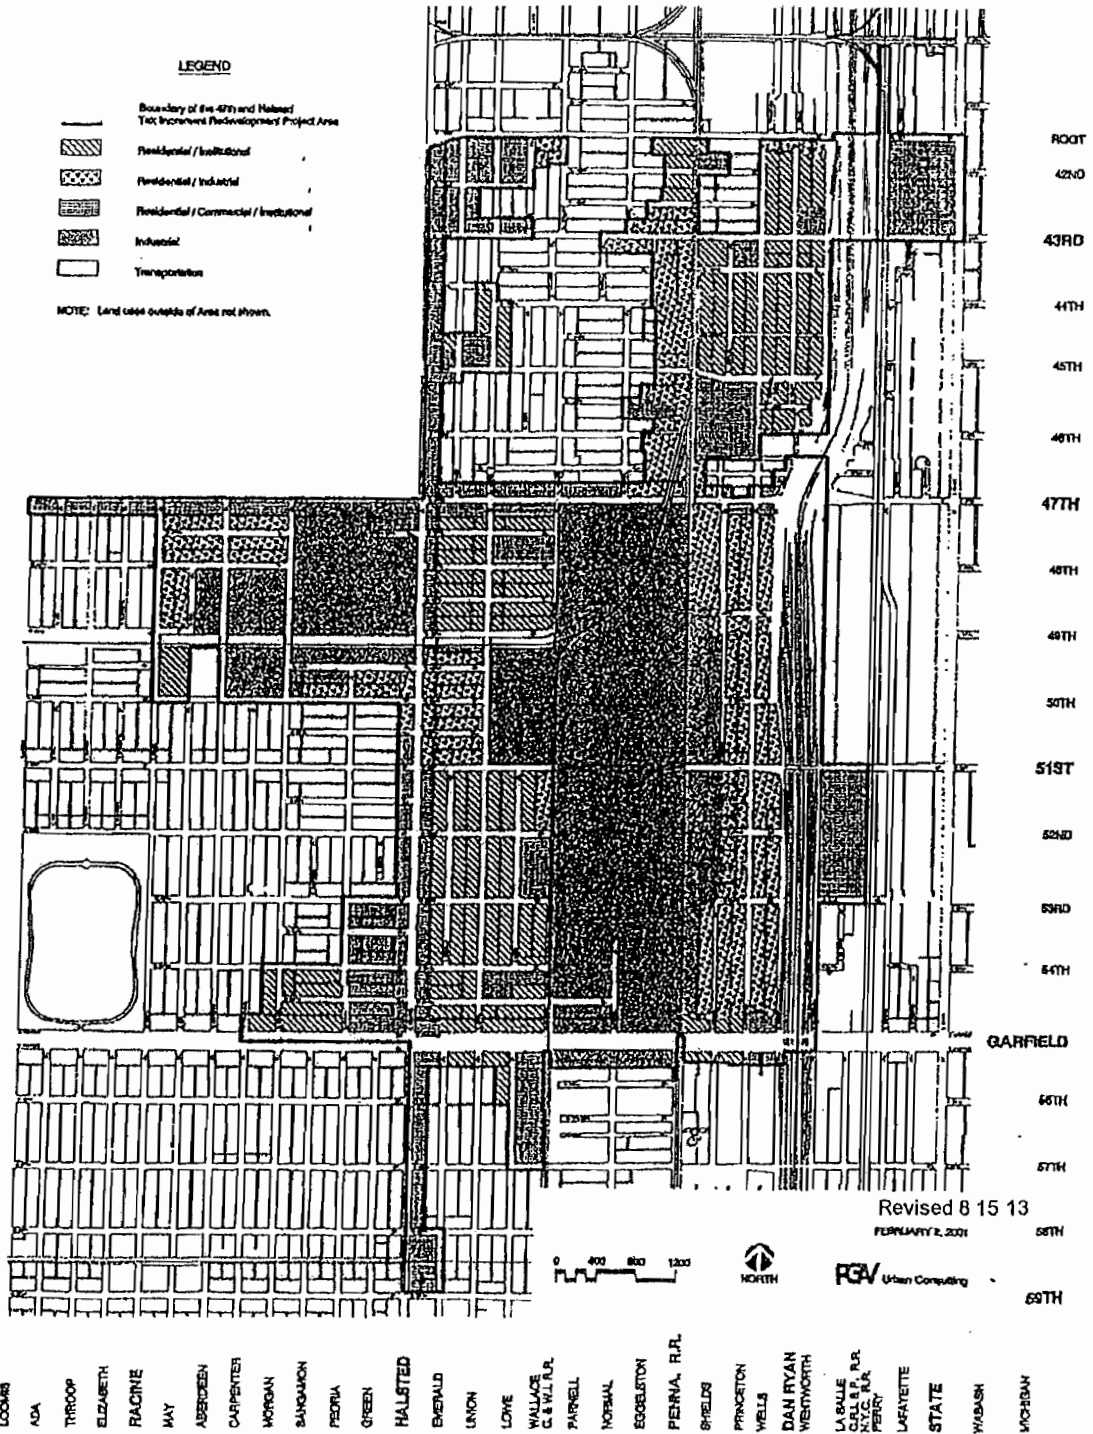 LEGEND
Boundary of the 47th and Halsted
Tax Increment Redevelopment Project Area
Residential / Institutional
Residential / Industrial
Residential / Commercial / Institutional
Industrial
Transportation
NOTE: Land uses outside of Area not shown.
ROOT
42ND
43RD
44TH
45TH
46TH
47TH
48TH
49TH
50TH
51ST
52ND
53RD
54TH
GARFIELD
56TH
57TH
Revised 8 15 13
FEBRUARY 2, 2001
58TH
0 400 800 1200
NORTH
PGAV Urban Consulting
59TH
LOOMIS
ADA
THROOP
ELIZABETH
RACINE
MAY
ABERDEEN
CARPENTER
MORGAN
SANGAMON
PEORIA
GREEN
HALSTED
EMERALD
UNION
LOWE
WALLACE
C. & W.I. R.R.
PARNELL
NORMAL
EGGLESTON
PENNA. R.R.
SHIELDS
PRINCETON
WELLS
DAN RYAN
WENTWORTH
LA SALLE
C.R.I. & P. R.R.
N.Y.C. R.R.
PERRY
LAFAYETTE
STATE
WABASH
MICHIGAN